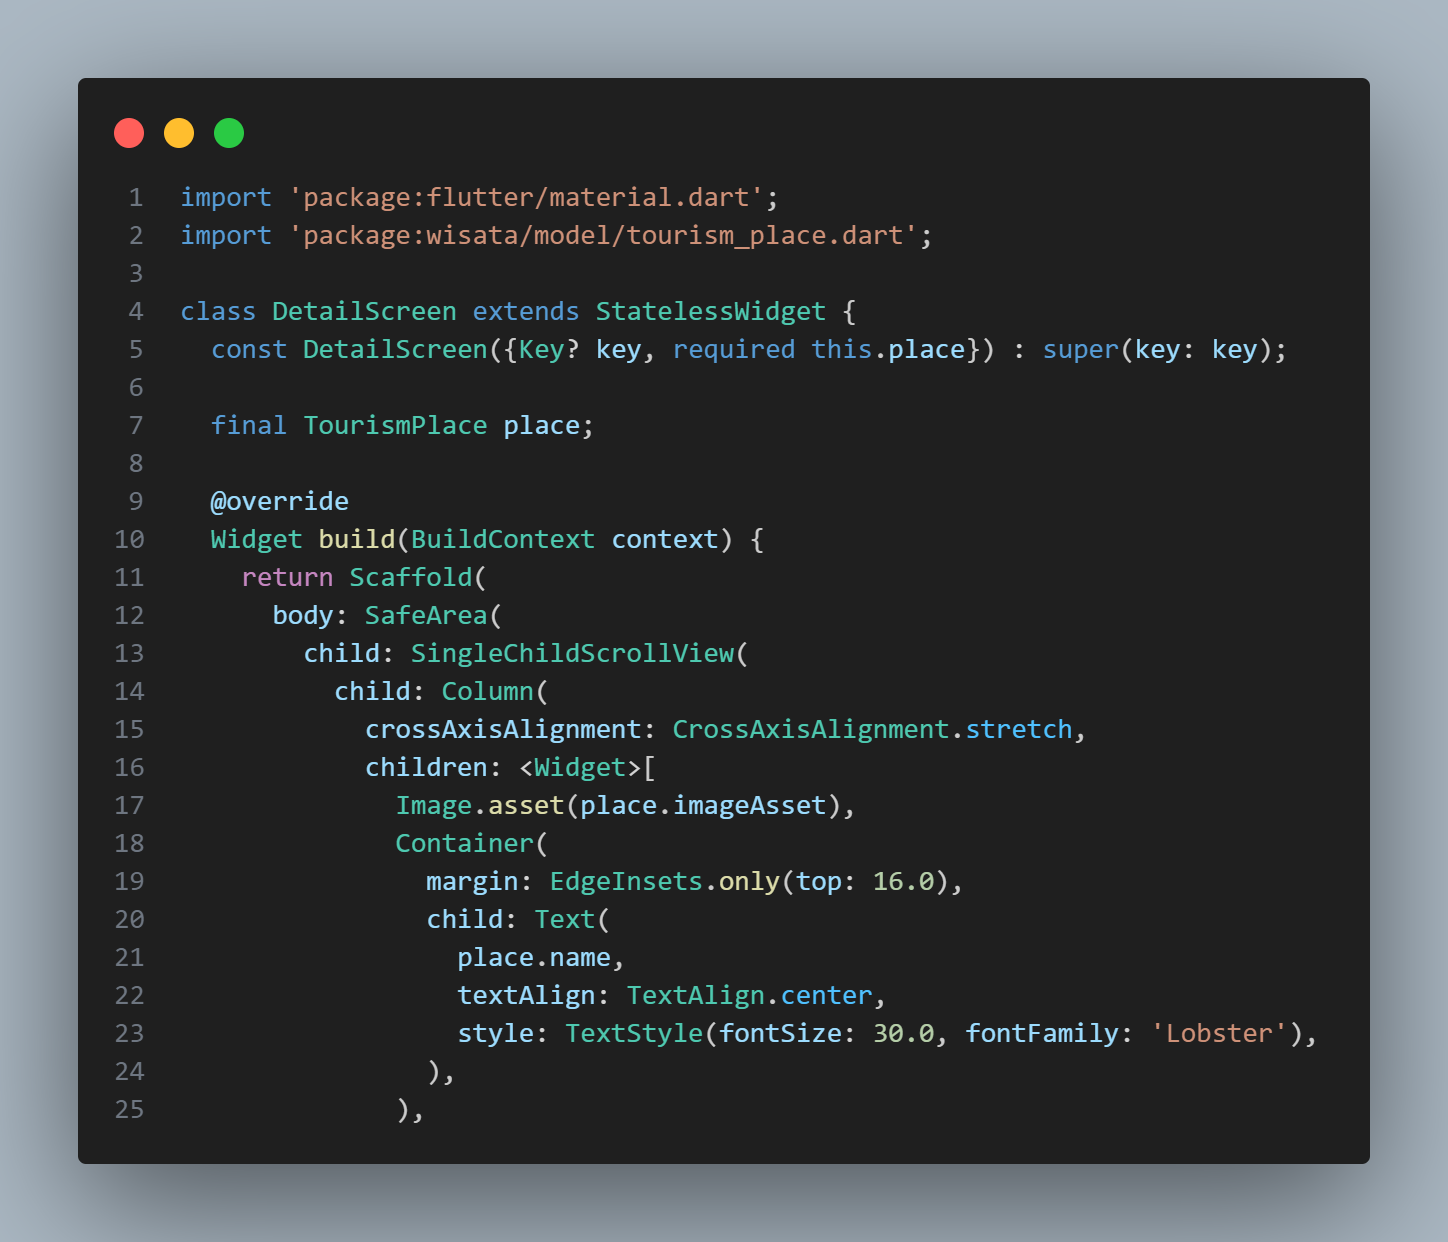 1 import 'package:flutter/material.dart';
2 import 'package:wisata/model/tourism_place.dart';
3
4 class DetailScreen extends StatelessWidget {
5   const DetailScreen({Key? key, required this.place}) : super(key: key);
6
7   final TourismPlace place;
8
9   @override
10   Widget build(BuildContext context) {
11     return Scaffold(
12       body: SafeArea(
13         child: SingleChildScrollView(
14           child: Column(
15             crossAxisAlignment: CrossAxisAlignment.stretch,
16             children: <Widget>[
17               Image.asset(place.imageAsset),
18               Container(
19                 margin: EdgeInsets.only(top: 16.0),
20                 child: Text(
21                   place.name,
22                   textAlign: TextAlign.center,
23                   style: TextStyle(fontSize: 30.0, fontFamily: 'Lobster'),
24                 ),
25               ),